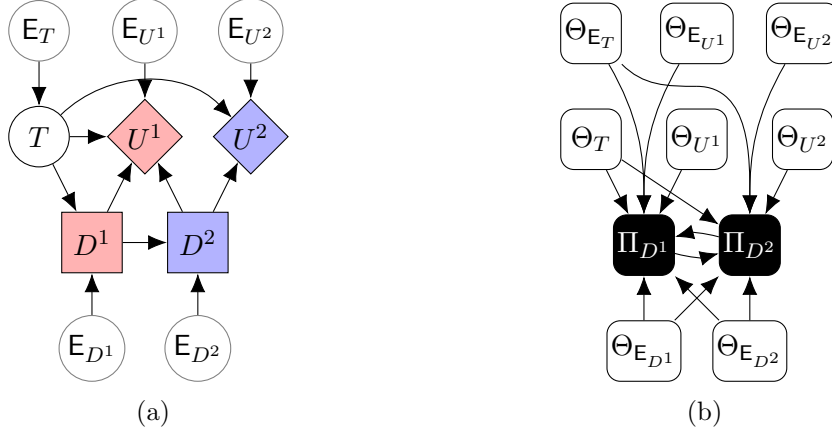 E_T E_{U^1} E_{U^2} Θ_{E_T} Θ_{E_{U^1}} Θ_{E_{U^2}}
T U^1 U^2 Θ_T Θ_{U^1} Θ_{U^2}
D^1 D^2 Π_{D^1} Π_{D^2}
E_{D^1} E_{D^2} Θ_{E_{D^1}} Θ_{E_{D^2}}
(a) (b)